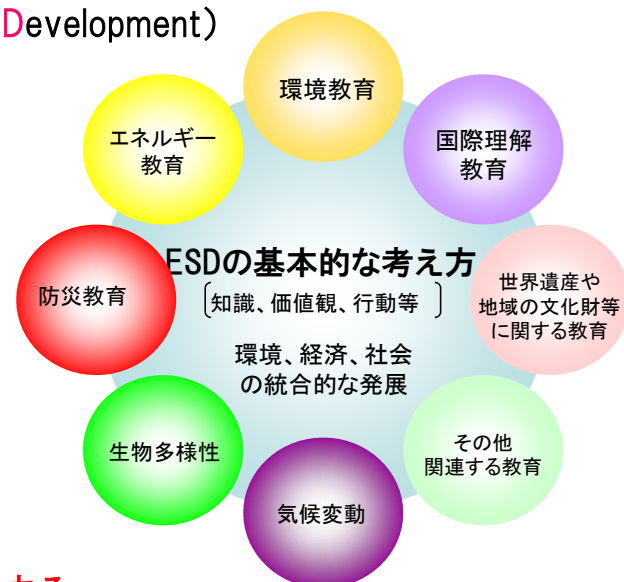 Development)
環境教育
エネルギー
教育
国際理解
教育
ESDの基本的な考え方
[知識、価値観、行動等 ]
環境、経済、社会
の統合的な発展
防災教育
世界遺産や
地域の文化財等
に関する教育
生物多様性
その他
関連する教育
気候変動